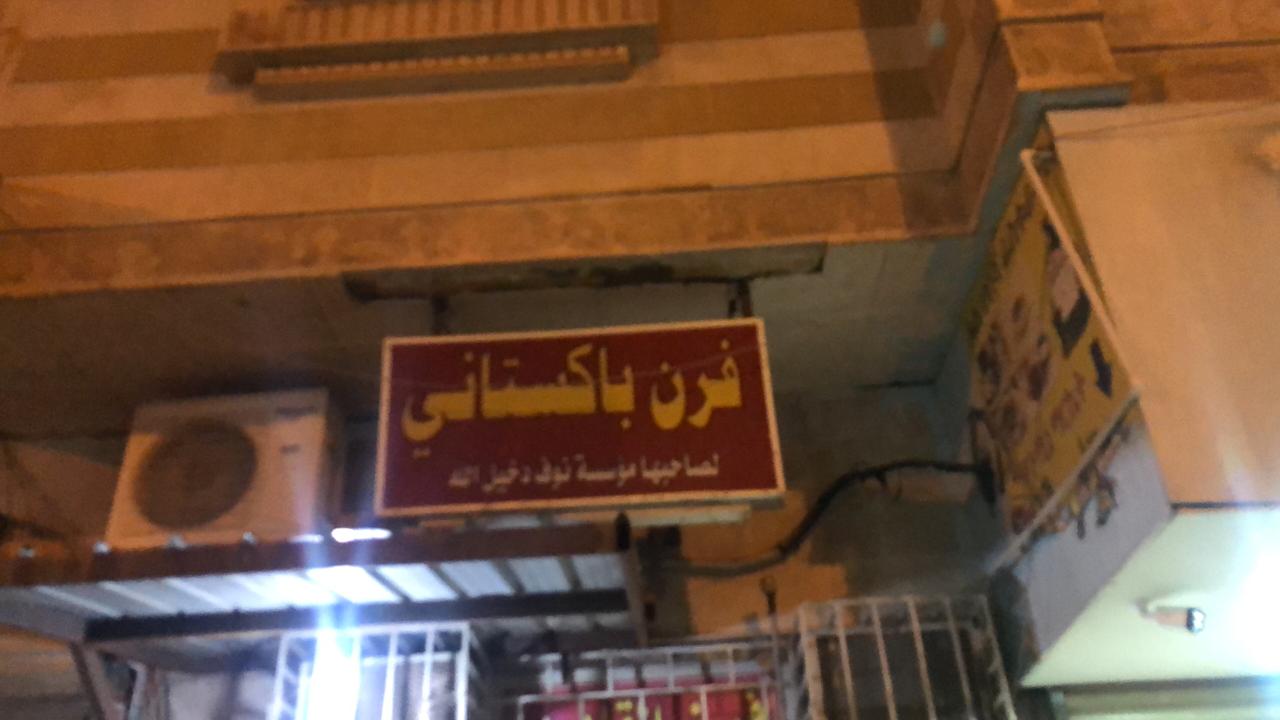 فرن باكستاني
لصاحبها مؤسسة نوف دخيل الله